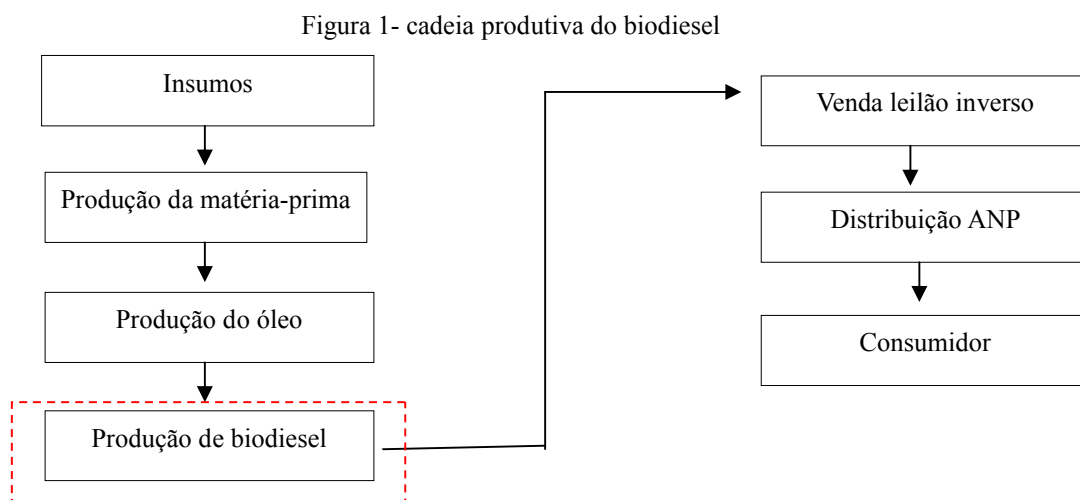 Figura 1- cadeia produtiva do biodiesel
Insumos
Produção da matéria-prima
Produção do óleo
Produção de biodiesel
Venda leilão inverso
Distribuição ANP
Consumidor